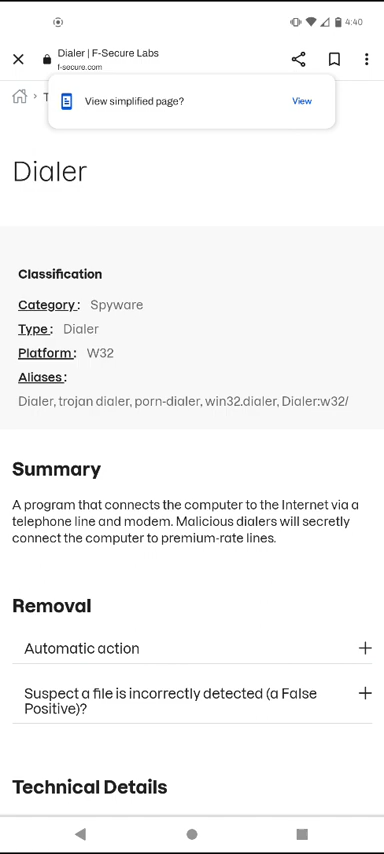 4:40
Dialer | F-Secure Labs
f-secure.com
T
View simplified page?
View
Dialer
Classification
Category: Spyware
Type: Dialer
Platform: W32
Aliases:
Dialer, trojan dialer, porn-dialer, win32.dialer, Dialer:w32/
Summary
A program that connects the computer to the Internet via a
telephone line and modem. Malicious dialers will secretly
connect the computer to premium-rate lines.
Removal
Automatic action
Suspect a file is incorrectly detected (a False
Positive)?
Technical Details